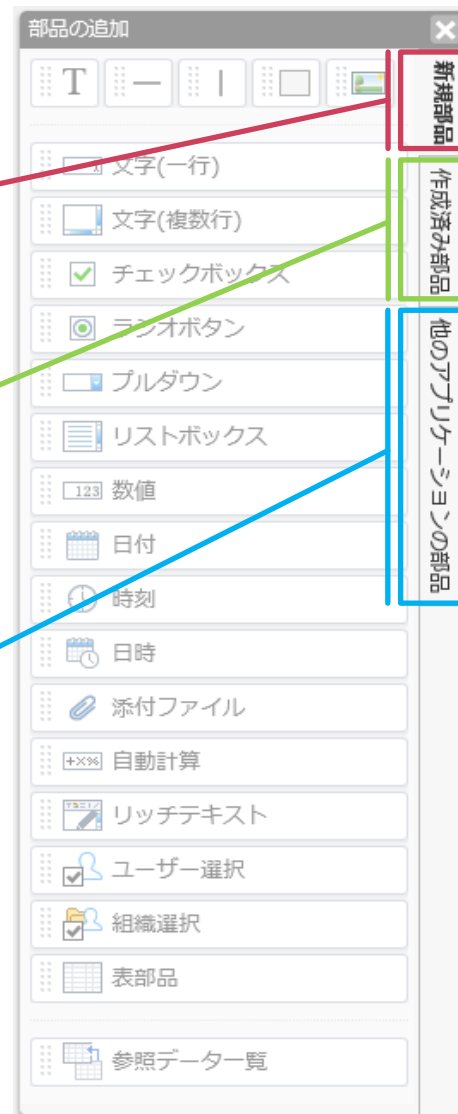 部品の追加
T
文字(一行)
文字(複数行)
チェックボックス
ラジオボタン
プルダウン
リストボックス
123 数値
日付
時刻
日時
添付ファイル
+×% 自動計算
リッチテキスト
ユーザー選択
組織選択
表部品
参照データ一覧
新規部品
作成済み部品
他のアプリケーションの部品